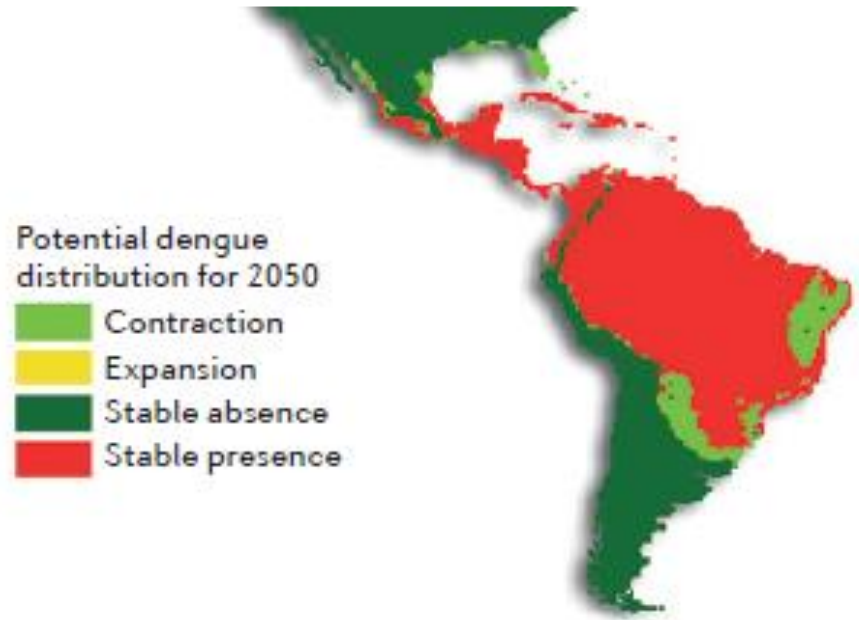 Potential dengue
distribution for 2050
Contraction
Expansion
Stable absence
Stable presence